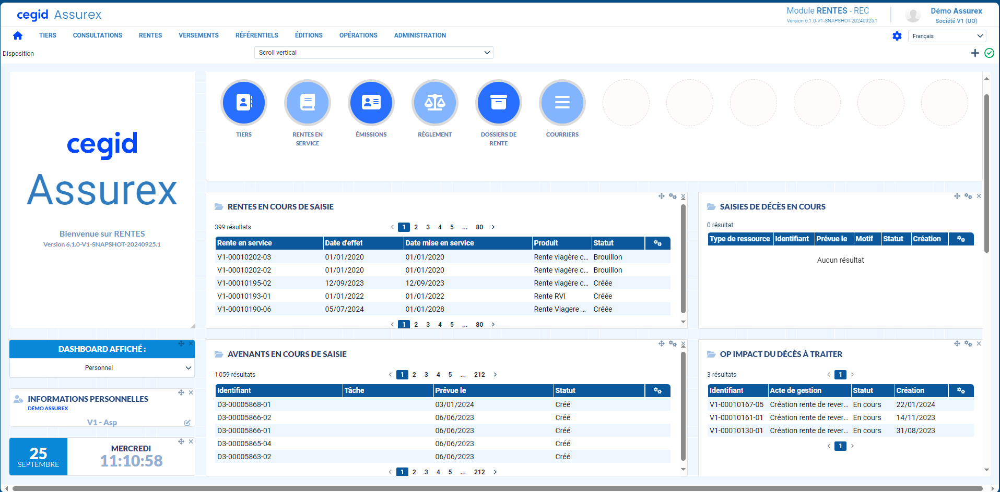 cegid Assurex
Module RENTES - REC
Version 6.1.0-V1-SNAPSHOT-20240925.1
Démo Assurex
Société V1 (UO)
TIERS CONSULTATIONS RENTES VERSEMENTS RÉFÉRENTIELS ÉDITIONS OPÉRATIONS ADMINISTRATION
Français
Disposition
Scroll vertical
cegid
Assurex
Bienvenue sur RENTES
Version 6.1.0-V1-SNAPSHOT-20240925.1
TIERS
RENTES EN
SERVICE
ÉMISSIONS
RÈGLEMENT
DOSSIERS DE
RENTE
COURRIERS
RENTES EN COURS DE SAISIE
399 résultats
1 2 3 4 5 ... 80
Rente en service Date d'effet Date mise en service Produit Statut
V1-00010202-03 01/01/2020 01/01/2020 Rente viagère c... Brouillon
V1-00010202-02 01/01/2020 01/01/2020 Rente viagère c... Brouillon
V1-00010195-02 12/09/2023 12/09/2023 Rente viagère c... Créée
V1-00010193-01 01/01/2022 01/01/2022 Rente RVI Créée
V1-00010190-06 05/07/2024 01/01/2028 Rente Viagere ... Créée
1 2 3 4 5 ... 80
SAISIES DE DÉCÈS EN COURS
0 résultat
Type de ressource Identifiant Prévue le Motif Statut Création
Aucun résultat
DASHBOARD AFFICHÉ :
Personnel
INFORMATIONS PERSONNELLES
DÉMO ASSUREX
V1 - Asp
25
SEPTEMBRE
MERCREDI
11:10:58
AVENANTS EN COURS DE SAISIE
1 059 résultats
1 2 3 4 5 ... 212
Identifiant Tâche Prévue le Statut
D3-00005868-01 03/01/2024 Créé
D3-00005866-02 06/06/2023 Créé
D3-00005866-01 06/06/2023 Créé
D3-00005865-04 06/06/2023 Créé
D3-00005863-02 06/06/2023 Créé
1 2 3 4 5 ... 212
OP IMPACT DU DÉCÈS À TRAITER
3 résultats
1
Identifiant Acte de gestion Statut Création
V1-00010167-05 Création rente de rever... En cours 22/01/2024
V1-00010161-01 Création rente de rever... En cours 14/11/2023
V1-00010130-01 Création rente de rever... En cours 31/08/2023
1